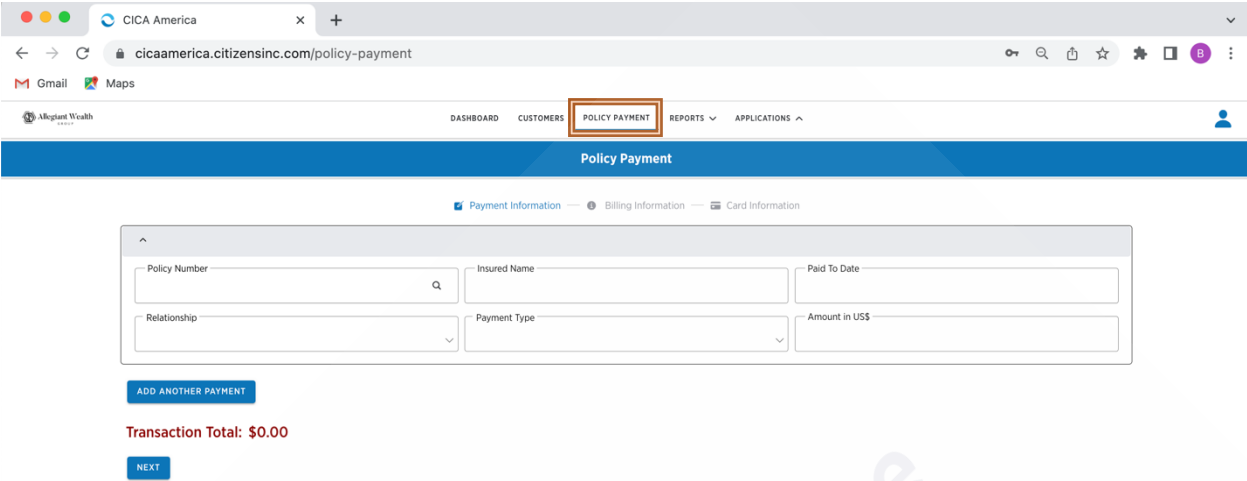 CICA America
cicaamerica.citizensinc.com/policy-payment
B
Gmail Maps
Allegiant Wealth
GROUP
DASHBOARD CUSTOMERS POLICY PAYMENT REPORTS APPLICATIONS
Policy Payment
Payment Information Billing Information Card Information
Policy Number Insured Name Paid To Date
Relationship Payment Type Amount in US$
ADD ANOTHER PAYMENT
Transaction Total: $0.00
NEXT